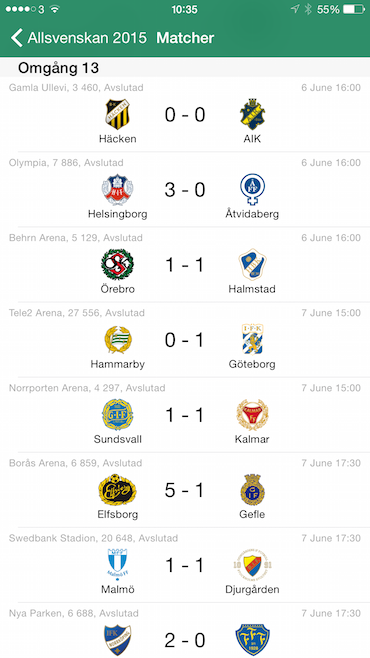 3 10:35 55%
Allsvenskan 2015 Matcher
Omgång 13
Gamla Ullevi, 3 460, Avslutad 6 June 16:00
0 - 0
Häcken AIK
Olympia, 7 886, Avslutad 6 June 16:00
3 - 0
Helsingborg Åtvidaberg
Behrn Arena, 5 129, Avslutad 6 June 16:00
1 - 1
Örebro Halmstad
Tele2 Arena, 27 556, Avslutad 7 June 15:00
0 - 1
Hammarby Göteborg
Norrporten Arena, 4 297, Avslutad 7 June 15:00
1 - 1
Sundsvall Kalmar
Borås Arena, 6 859, Avslutad 7 June 17:30
5 - 1
Elfsborg Gefle
Swedbank Stadion, 20 648, Avslutad 7 June 17:30
1 - 1
Malmö Djurgården
Nya Parken, 6 688, Avslutad 7 June 17:30
2 - 0